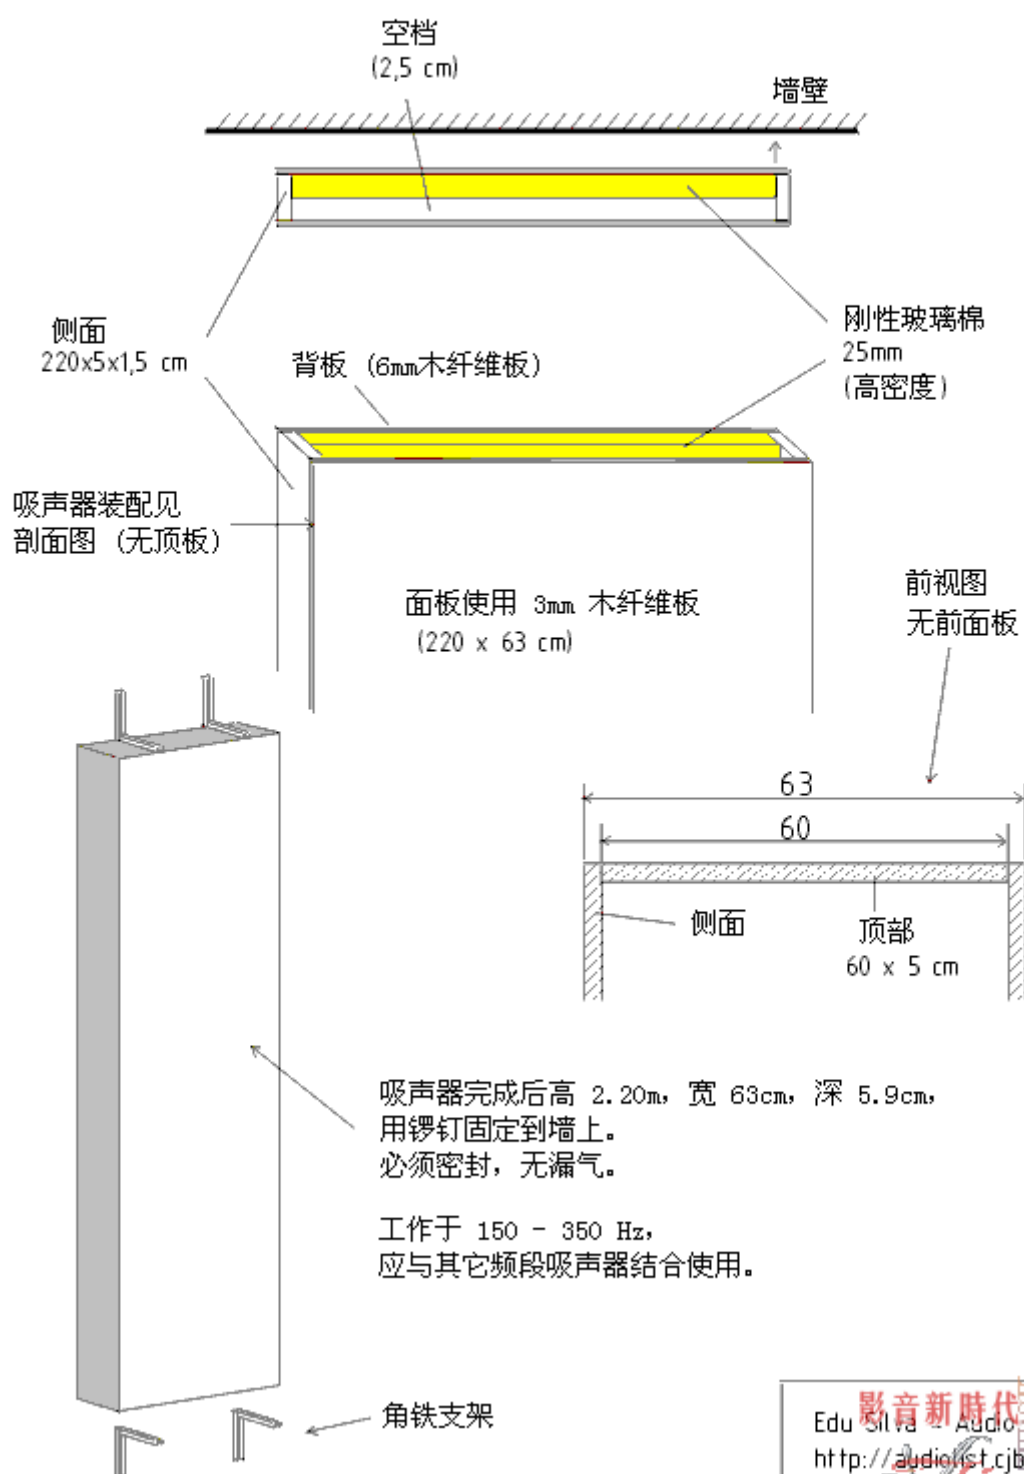 空档
(2,5 cm)
墙壁
侧面
220x5x1,5 cm
刚性玻璃棉
25mm
(高密度)
背板 (6mm木纤维板)
吸声器装配见
剖面图 (无顶板)
面板使用 3mm 木纤维板
(220 x 63 cm)
前视图
无前面板
63
60
侧面
顶部
60 x 5 cm
吸声器完成后高 2.20m, 宽 63cm, 深 5.9cm,
用锣钉固定到墙上。
必须密封, 无漏气。
工作于 150 - 350 Hz,
应与其它频段吸声器结合使用。
角铁支架
影音新時代
Edu Silva - Audio
http://audiolist.cjb